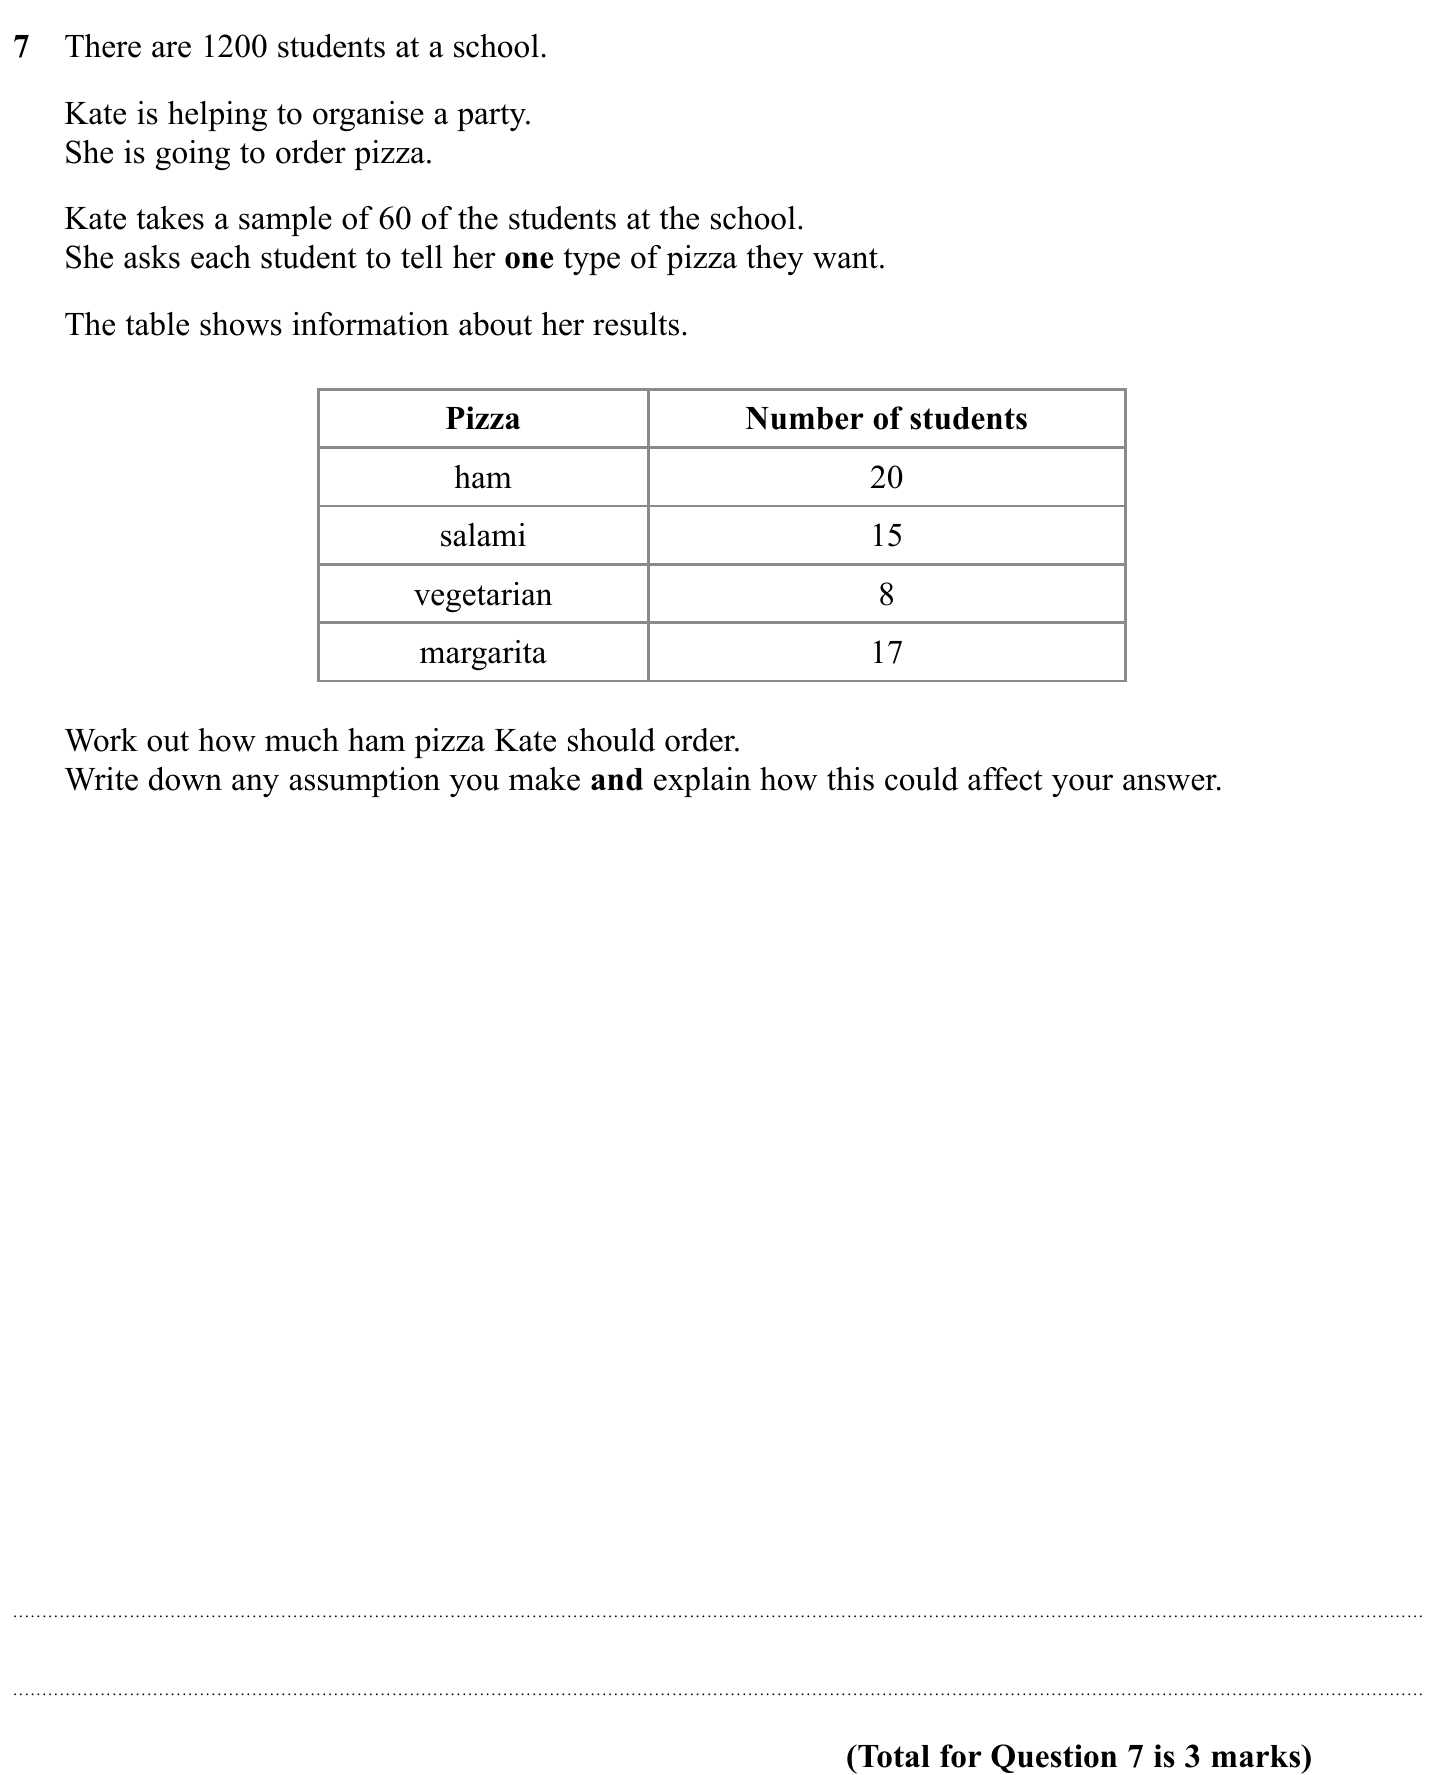 7 There are 1200 students at a school.
Kate is helping to organise a party.
She is going to order pizza.
Kate takes a sample of 60 of the students at the school.
She asks each student to tell her one type of pizza they want.
The table shows information about her results.
Pizza Number of students
ham 20
salami 15
vegetarian 8
margarita 17
Work out how much ham pizza Kate should order.
Write down any assumption you make and explain how this could affect your answer.
(Total for Question 7 is 3 marks)